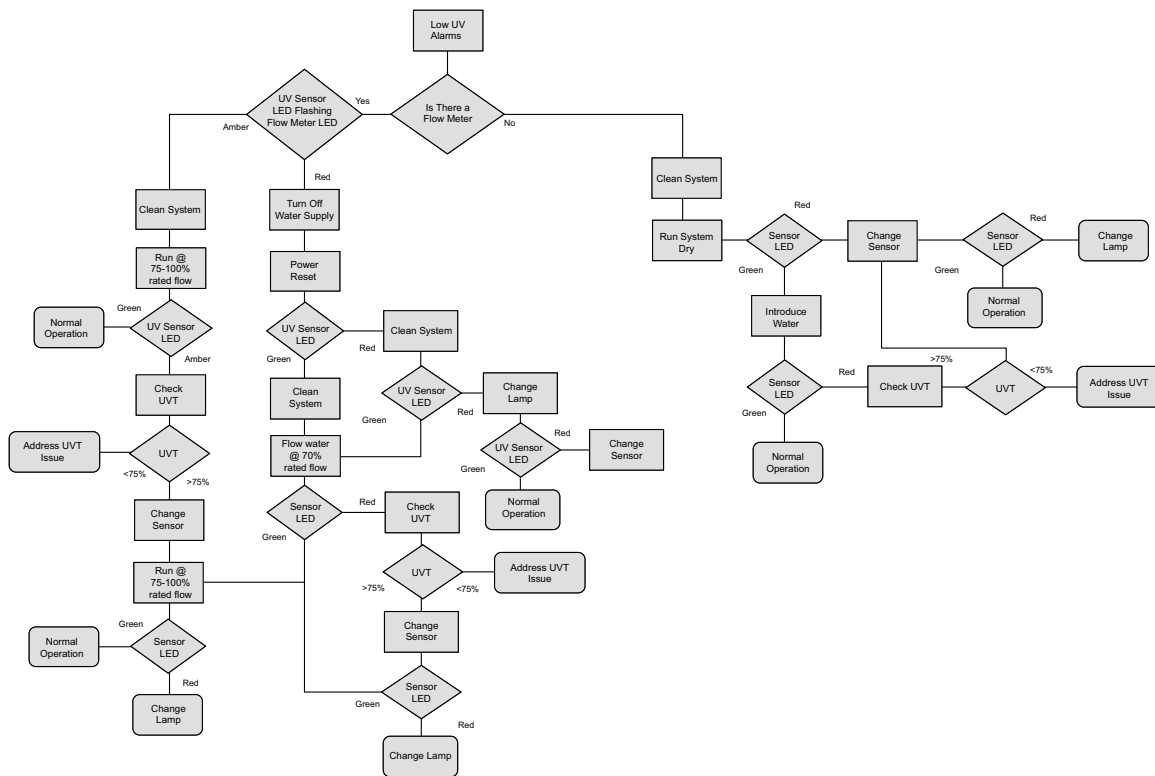 Low UV
Alarms
Is There a
Flow Meter
Yes
No
UV Sensor
LED Flashing
Flow Meter LED
Amber
Red
Clean System
Run @
75-100%
rated flow
Green
Normal
Operation
UV Sensor
LED
Amber
Check
UVT
Address UVT
Issue
UVT
<75%
>75%
Change
Sensor
Run @
75-100%
rated flow
Green
Normal
Operation
Sensor
LED
Red
Change
Lamp
Turn Off
Water Supply
Power
Reset
UV Sensor
LED
Red
Green
Clean
System
Flow water
@ 70%
rated flow
Sensor
LED
Red
Green
Clean System
UV Sensor
LED
Red
Green
Change
Lamp
UV Sensor
LED
Red
Green
Change
Sensor
Normal
Operation
Check
UVT
UVT
>75%
<75%
Address UVT
Issue
Change
Sensor
Sensor
LED
Green
Red
Change Lamp
Clean System
Run System
Dry
Sensor
LED
Red
Green
Change
Sensor
Sensor
LED
Red
Green
Change
Lamp
Normal
Operation
Introduce
Water
Sensor
LED
Red
Green
Check UVT
UVT
>75%
<75%
Address UVT
Issue
Normal
Operation